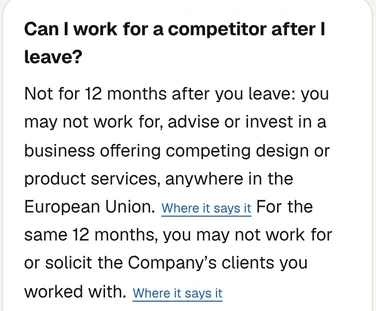 Can I work for a competitor after I
leave?
Not for 12 months after you leave: you
may not work for, advise or invest in a
business offering competing design or
product services, anywhere in the
European Union. Where it says it For the
same 12 months, you may not work for
or solicit the Company’s clients you
worked with. Where it says it